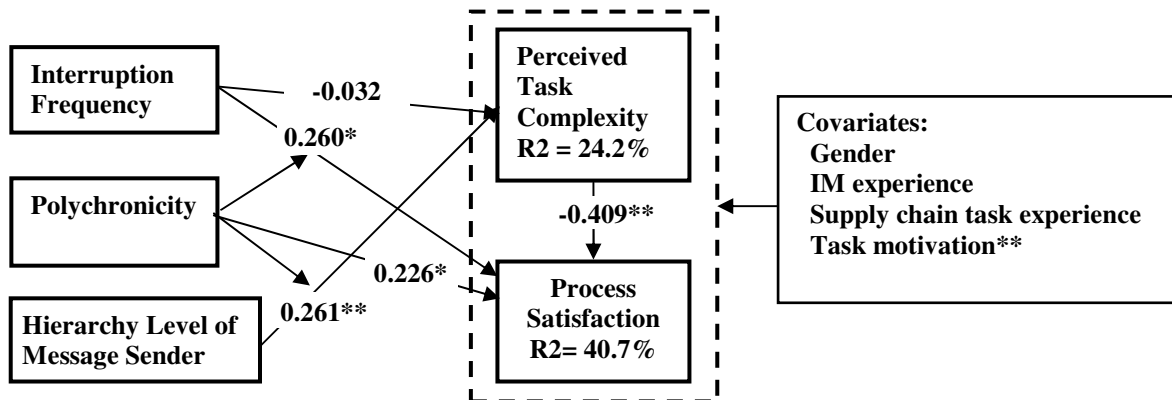 Interruption
Frequency
Polychronicity
Hierarchy Level of
Message Sender
-0.032
0.260*
0.226*
0.261**
Perceived
Task
Complexity
R2 = 24.2%
-0.409**
Process
Satisfaction
R2= 40.7%
Covariates:
Gender
IM experience
Supply chain task experience
Task motivation**